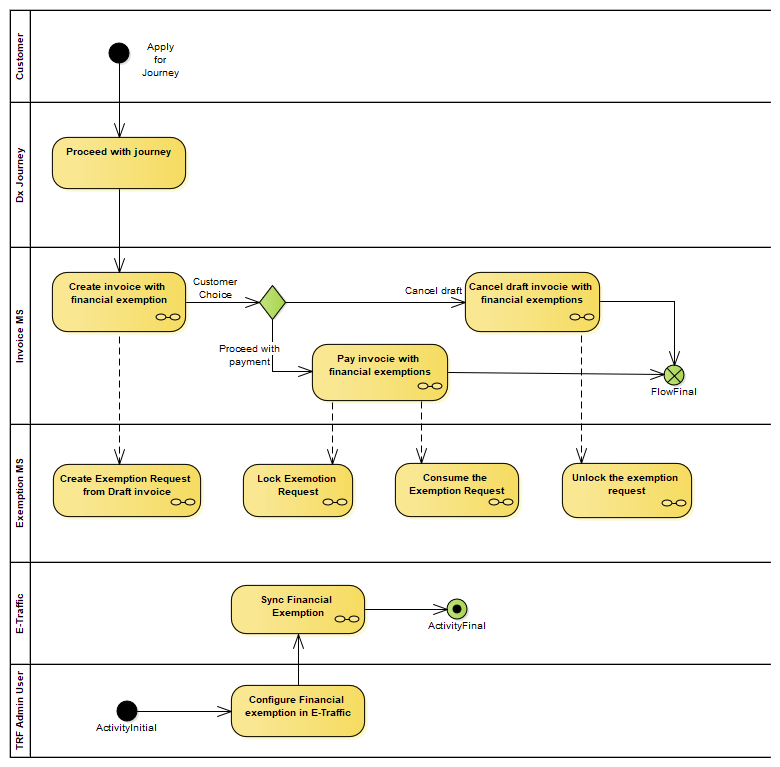 Customer
Apply
for
Journey
Dx Journey
Proceed with journey
Invoice MS
Create invoice with
financial exemption
Customer
Choice
Cancel draft
Cancel draft invocie with
financial exemptions
Proceed with
payment
Pay invocie with
financial exemptions
FlowFinal
Exemption MS
Create Exemption Request
from Draft invoice
Lock Exemotion
Request
Consume the
Exemption Request
Unlock the exemption
request
E-Traffic
Sync Financial
Exemption
ActivityFinal
TRF Admin User
ActivityInitial
Configure Financial
exemption in E-Traffic